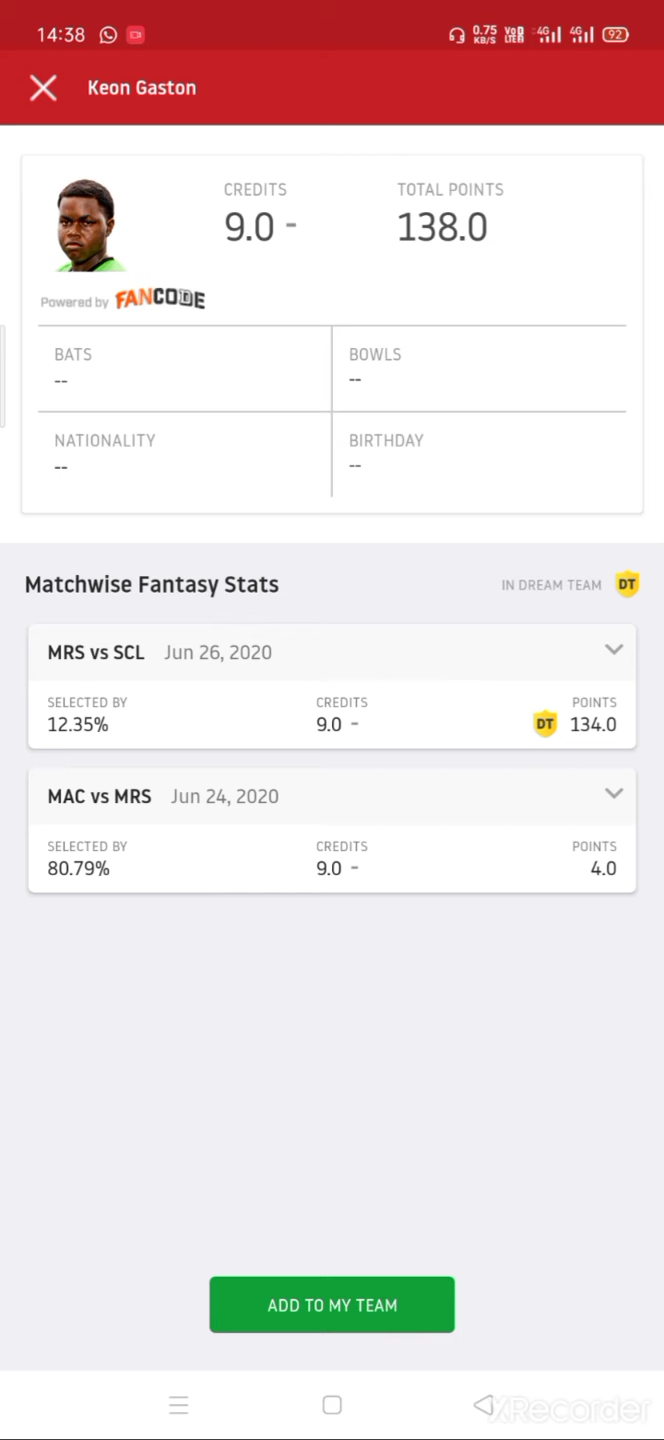 14:38 0.75 KB/S VoD LTED 4G 4G 92
Keon Gaston
CREDITS TOTAL POINTS
9.0 - 138.0
Powered by FANCODE
BATS BOWLS
-- --
NATIONALITY BIRTHDAY
-- --
Matchwise Fantasy Stats IN DREAM TEAM DT
MRS vs SCL Jun 26, 2020
SELECTED BY CREDITS POINTS
12.35% 9.0 - DT 134.0
MAC vs MRS Jun 24, 2020
SELECTED BY CREDITS POINTS
80.79% 9.0 - 4.0
ADD TO MY TEAM
XRecorder